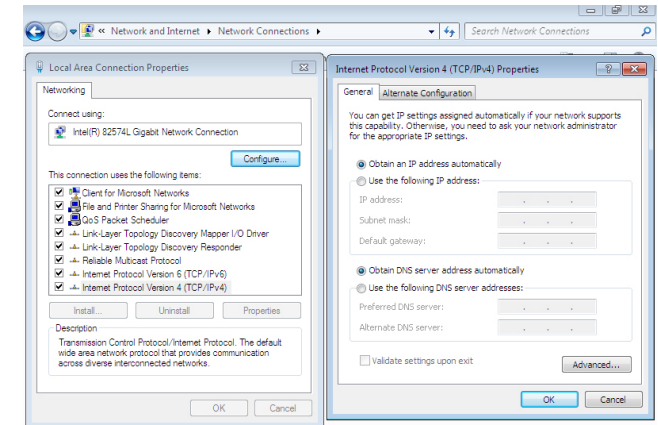 « Network and Internet ▸ Network Connections ▸
Search Network Connections
Local Area Connection Properties
Networking
Connect using:
Intel(R) 82574L Gigabit Network Connection
Configure...
This connection uses the following items:
Client for Microsoft Networks
File and Printer Sharing for Microsoft Networks
QoS Packet Scheduler
Link-Layer Topology Discovery Mapper I/O Driver
Link-Layer Topology Discovery Responder
Reliable Multicast Protocol
Internet Protocol Version 6 (TCP/IPv6)
Internet Protocol Version 4 (TCP/IPv4)
Install... Uninstall Properties
Description
Transmission Control Protocol/Internet Protocol. The default
wide area network protocol that provides communication
across diverse interconnected networks.
OK Cancel
Internet Protocol Version 4 (TCP/IPv4) Properties
General Alternate Configuration
You can get IP settings assigned automatically if your network supports
this capability. Otherwise, you need to ask your network administrator
for the appropriate IP settings.
Obtain an IP address automatically
Use the following IP address:
IP address:
Subnet mask:
Default gateway:
Obtain DNS server address automatically
Use the following DNS server addresses:
Preferred DNS server:
Alternate DNS server:
Validate settings upon exit
Advanced...
OK Cancel